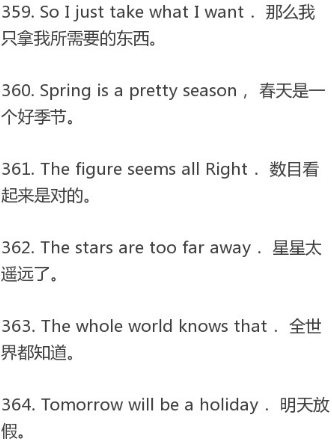 359. So I just take what I want． 那么我
只拿我所需要的东西。
360. Spring is a pretty season， 春天是一
个好季节。
361. The figure seems all Right． 数目看
起来是对的。
362. The stars are too far away． 星星太
遥远了。
363. The whole world knows that． 全世
界都知道。
364. Tomorrow will be a holiday． 明天放
假。